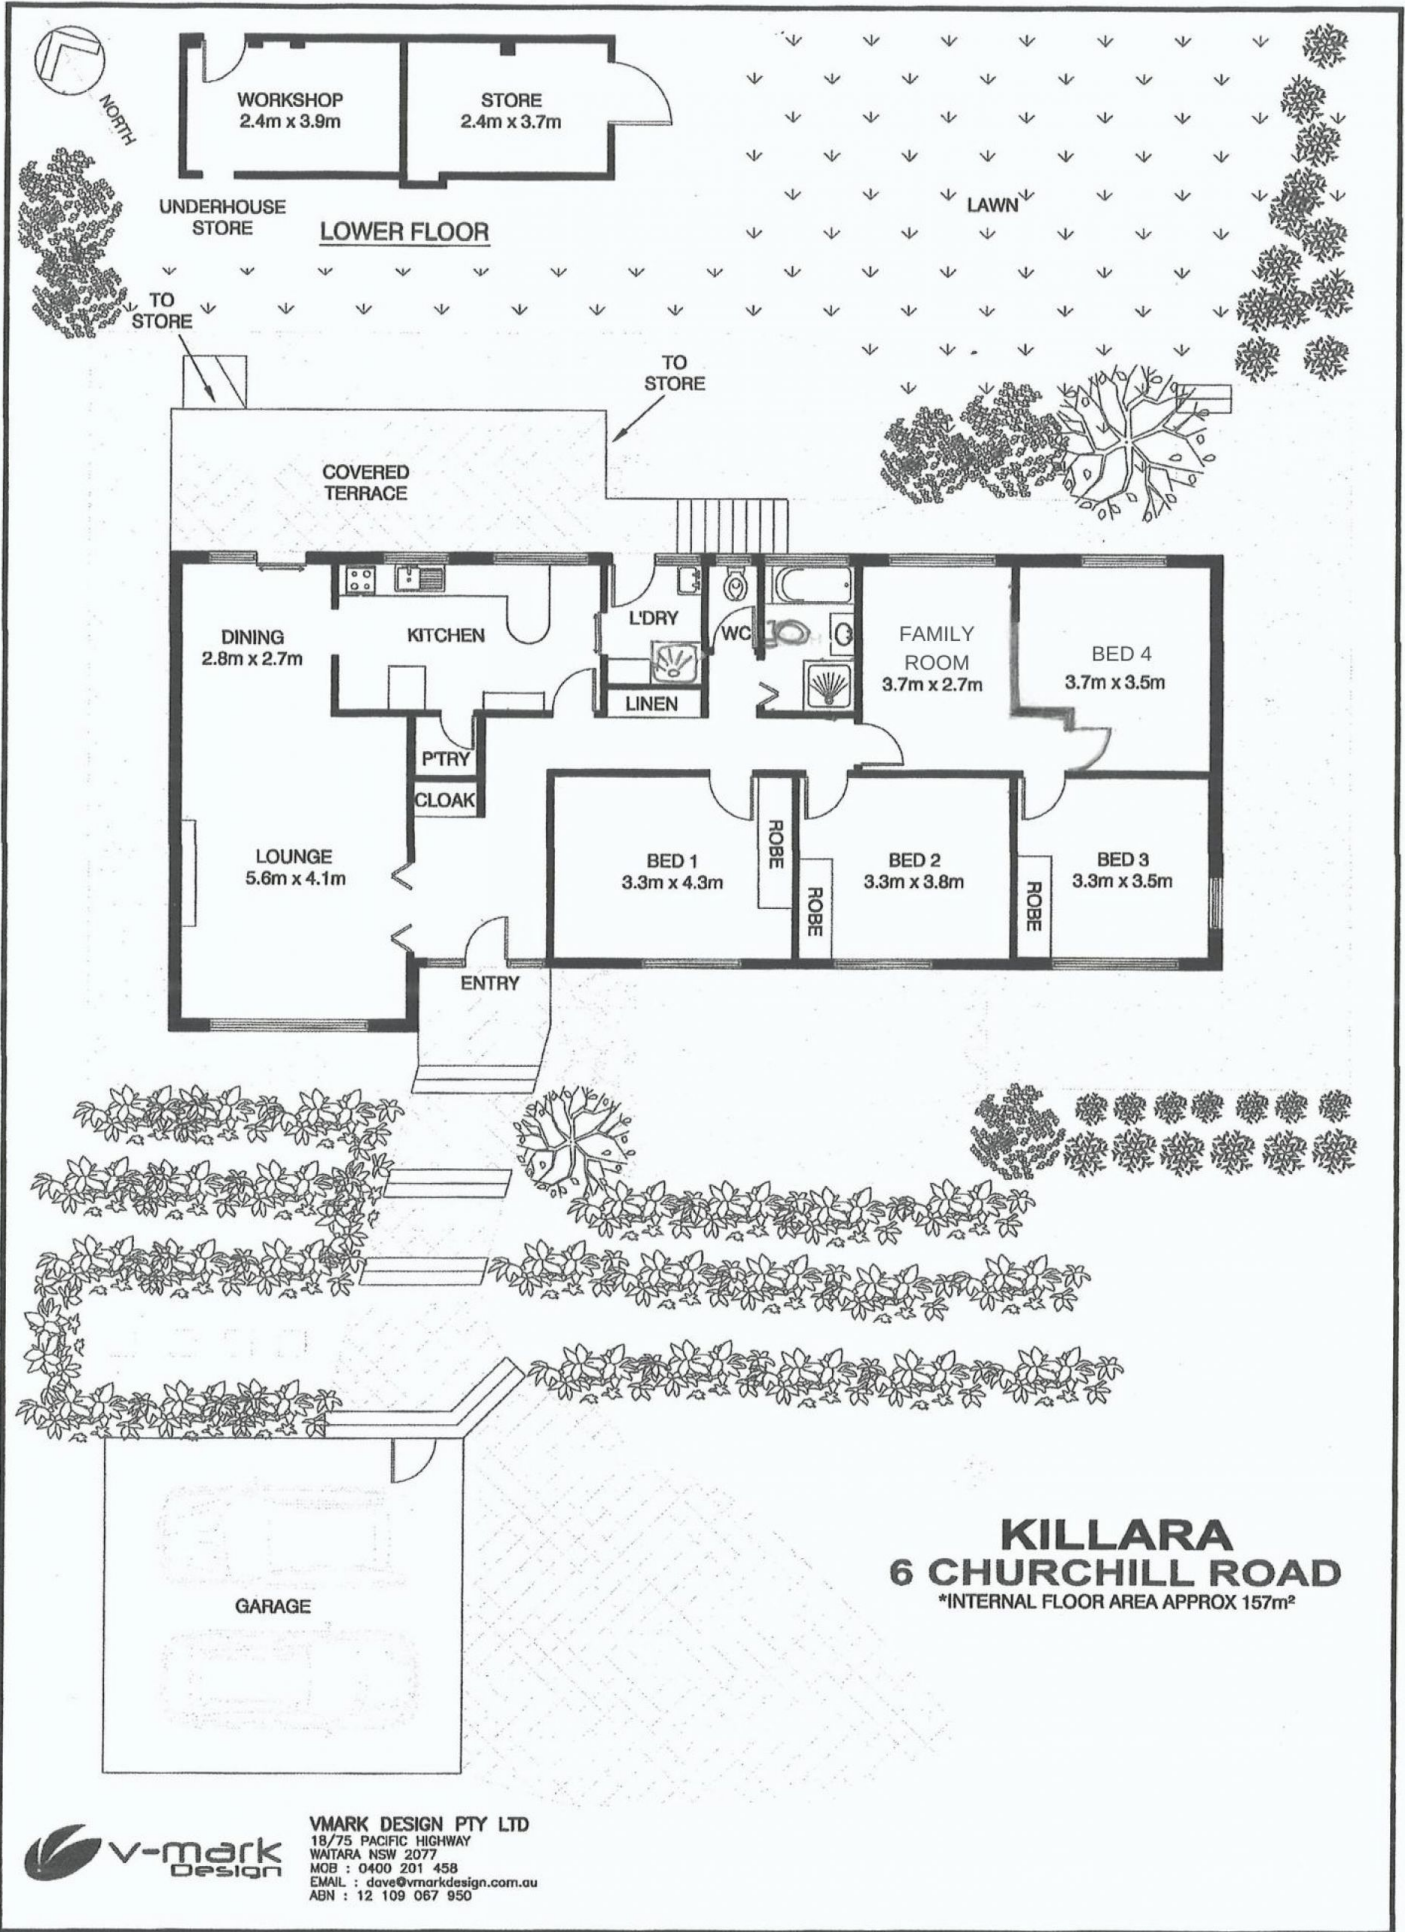 NORTH
WORKSHOP
2.4m x 3.9m
STORE
2.4m x 3.7m
UNDERHOUSE
STORE
LOWER FLOOR
LAWN
TO
STORE
TO
STORE
COVERED
TERRACE
DINING
2.8m x 2.7m
KITCHEN
L'DRY
WC
FAMILY
ROOM
3.7m x 2.7m
BED 4
3.7m x 3.5m
LINEN
P'TRY
CLOAK
LOUNGE
5.6m x 4.1m
BED 1
3.3m x 4.3m
ROBE
ROBE
BED 2
3.3m x 3.8m
ROBE
BED 3
3.3m x 3.5m
ENTRY
GARAGE
KILLARA
6 CHURCHILL ROAD
*INTERNAL FLOOR AREA APPROX 157m²
v-mark
Design
VMARK DESIGN PTY LTD
18/75 PACIFIC HIGHWAY
WAITARA NSW 2077
MOB : 0400 201 458
EMAIL : dave@vmarkdesign.com.au
ABN : 12 109 067 950